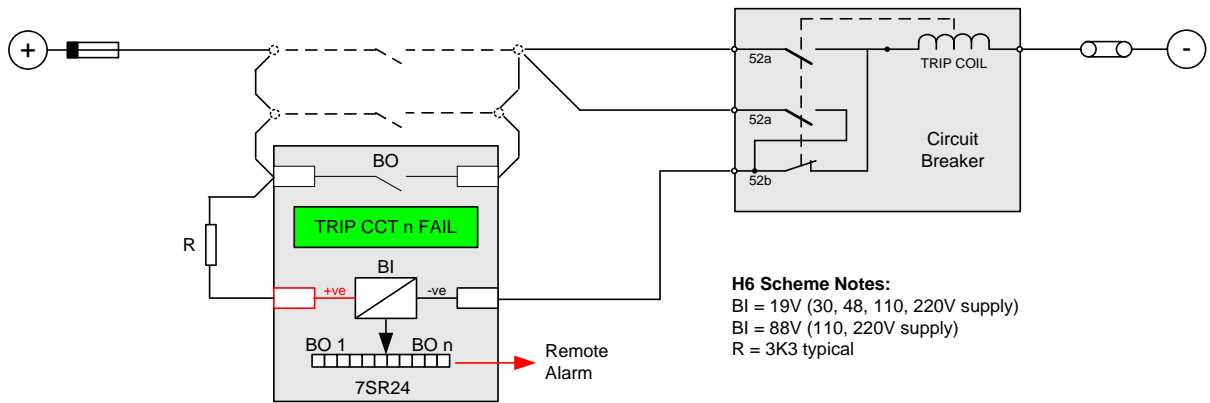 +
-
52a
TRIP COIL
52a
Circuit
Breaker
52b
BO
TRIP CCT n FAIL
R
BI
+ve
-ve
BO 1
BO n
7SR24
Remote
Alarm
H6 Scheme Notes:
BI = 19V (30, 48, 110, 220V supply)
BI = 88V (110, 220V supply)
R = 3K3 typical